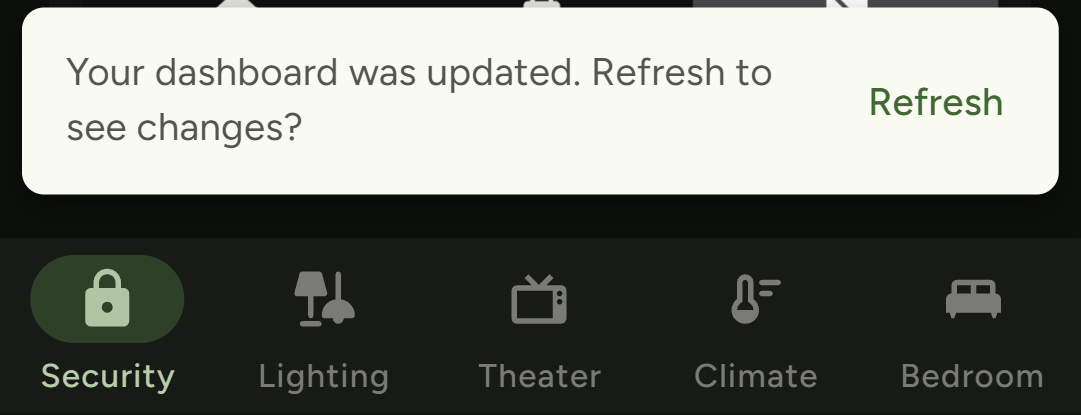 Your dashboard was updated. Refresh to
see changes?
Refresh
Security
Lighting
Theater
Climate
Bedroom